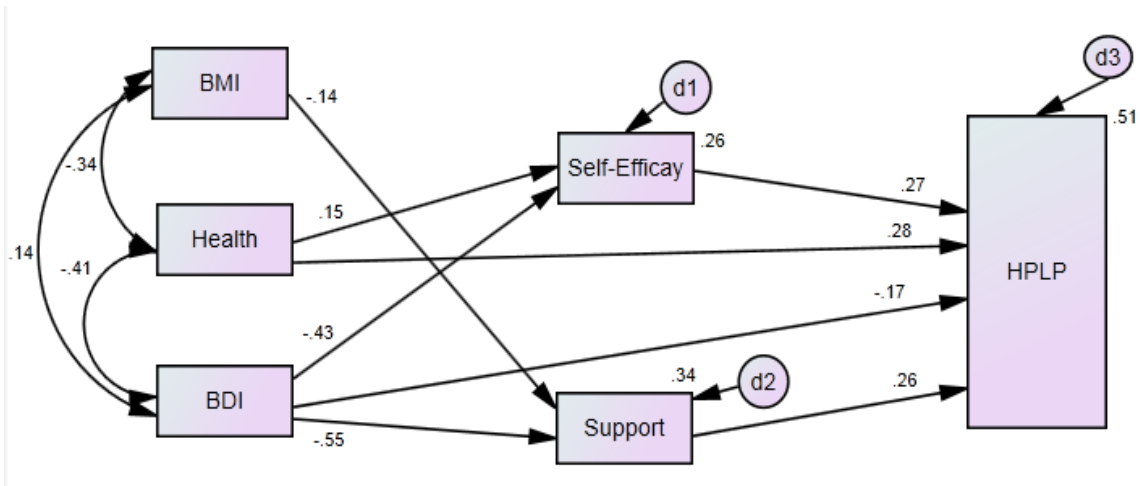 d3
.51
BMI
-.14
d1
.26
Self-Efficay
-.34
.27
.15
Health
.28
.14
-.41
HPLP
-.17
-.43
.34
d2
.26
BDI
Support
-.55